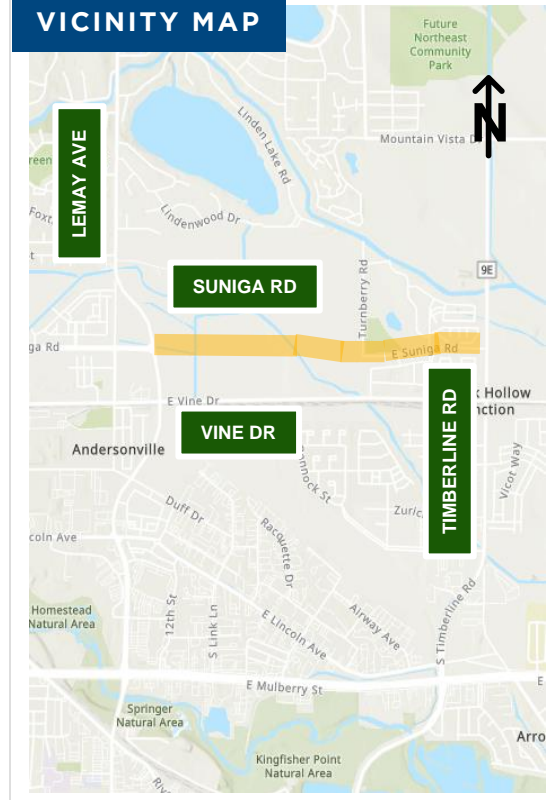 VICINITY MAP
Future
Northeast
Community
Park
N
Mountain Vista D
Linden Lake Rd
LEMAY AVE
reen
Foxt
Lindenwood Dr
t
9E
SUNIGA RD
Turnberry Rd
ga Rd
E Suniga Rd
E Vine Dr
k Hollow
nction
TIMBERLINE RD
VINE DR
Andersonville
nnock St
Vicot Way
Zuric
Duff Dr
Racquette Dr
coln Ave
12th St
S Link Ln
E Lincoln Ave
Airway Ave
S Timberline Rd
Homestead
Natural Area
E Mulberry St
E
Springer
Natural Area
Arro
Kingfisher Point
Natural Area
Riv